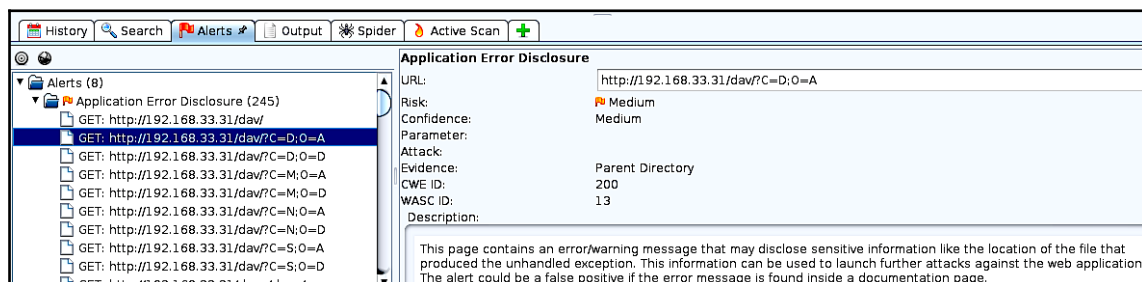 History Search Alerts Output Spider Active Scan
Alerts (8)
Application Error Disclosure (245)
GET: http://192.168.33.31/dav/
GET: http://192.168.33.31/dav/?C=D;O=A
GET: http://192.168.33.31/dav/?C=D;O=D
GET: http://192.168.33.31/dav/?C=M;O=A
GET: http://192.168.33.31/dav/?C=M;O=D
GET: http://192.168.33.31/dav/?C=N;O=A
GET: http://192.168.33.31/dav/?C=N;O=D
GET: http://192.168.33.31/dav/?C=S;O=A
GET: http://192.168.33.31/dav/?C=S;O=D
Application Error Disclosure
URL: http://192.168.33.31/dav/?C=D;O=A
Risk: Medium
Confidence: Medium
Parameter:
Attack:
Evidence: Parent Directory
CWE ID: 200
WASC ID: 13
Description:
This page contains an error/warning message that may disclose sensitive information like the location of the file that
produced the unhandled exception. This information can be used to launch further attacks against the web application
The alert could be a false positive if the error message is found inside a documentation page.